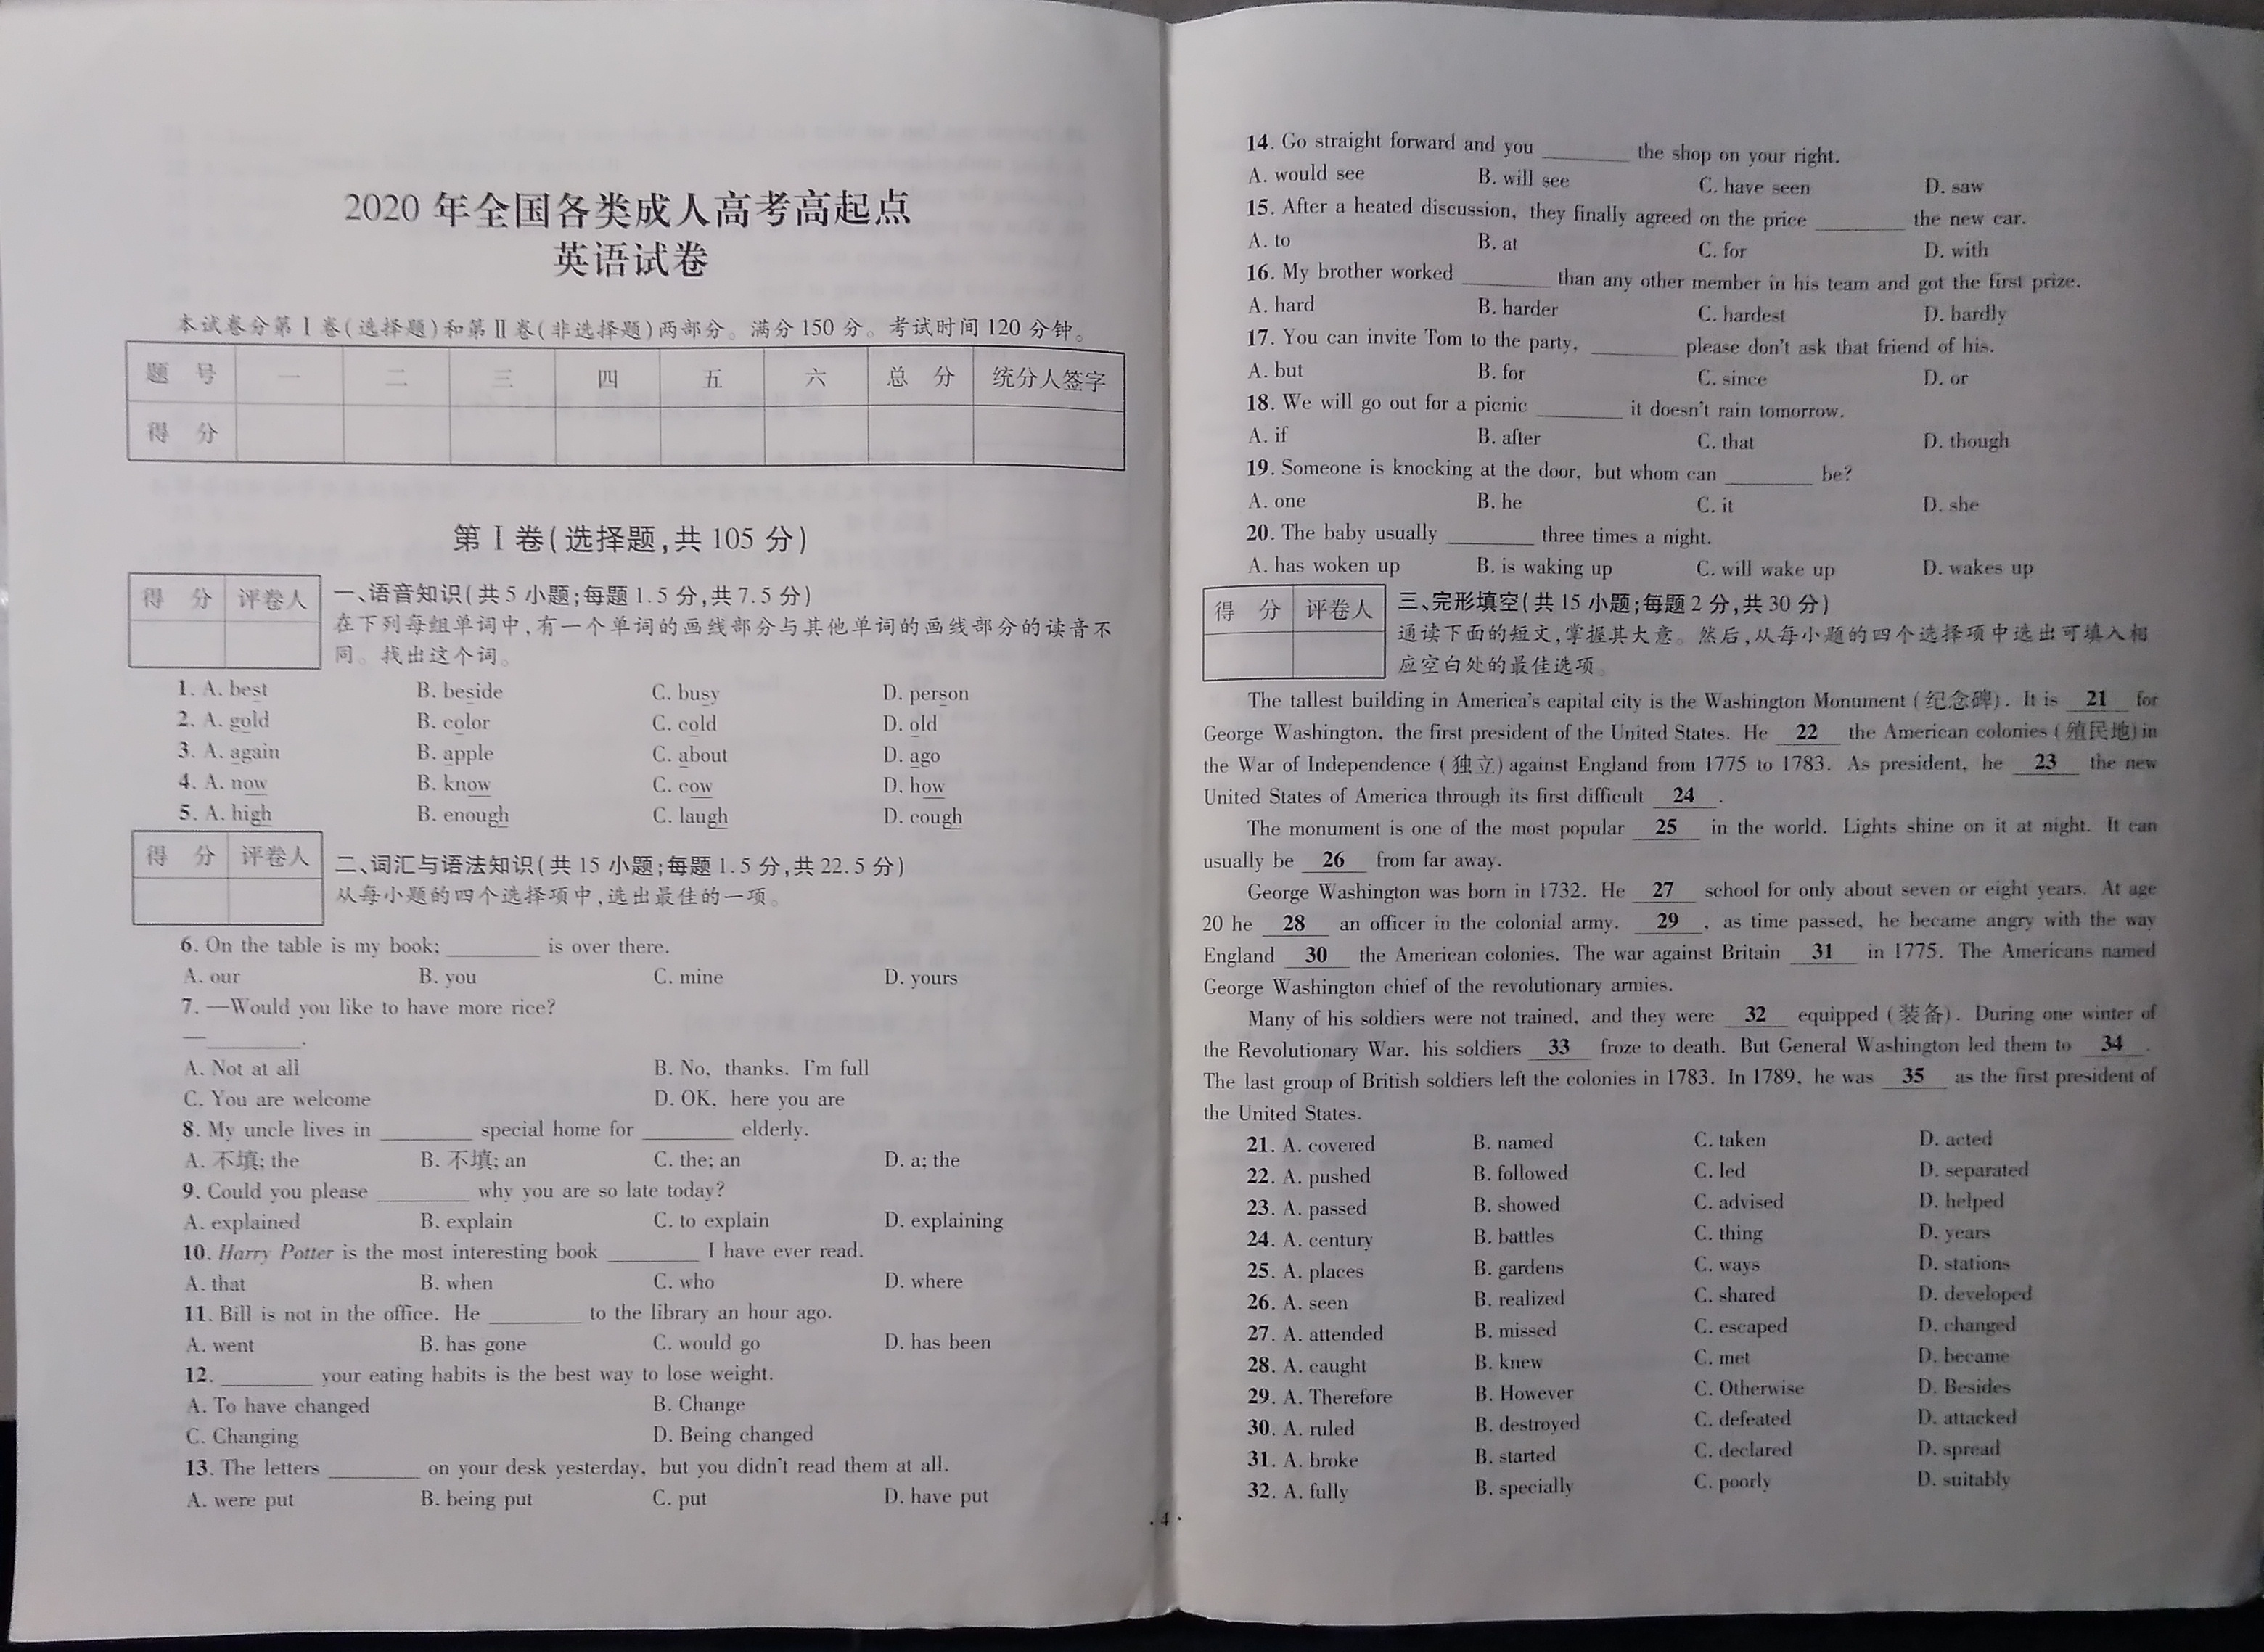 2020 年全国各类成人高考高起点
英语试卷
本试卷分第Ⅰ卷(选择题)和第Ⅱ卷(非选择题)两部分。满分 150 分。考试时间 120 分钟。
题 号 一 二 三 四 五 六 总 分 统分人签字
得 分
第Ⅰ卷(选择题,共 105 分)
得 分 评卷人
一、语音知识(共 5 小题;每题 1.5 分,共 7.5 分)
在下列每组单词中,有一个单词的画线部分与其他单词的画线部分的读音不
同。找出这个词。
1. A. best B. beside C. busy D. person
2. A. gold B. color C. cold D. old
3. A. again B. apple C. about D. ago
4. A. now B. know C. cow D. how
5. A. high B. enough C. laugh D. cough
得 分 评卷人
二、词汇与语法知识(共 15 小题;每题 1.5 分,共 22.5 分)
从每小题的四个选择项中,选出最佳的一项。
6. On the table is my book; ________ is over there.
A. our B. you C. mine D. yours
7. —Would you like to have more rice?
—________.
A. Not at all B. No, thanks. I'm full
C. You are welcome D. OK, here you are
8. My uncle lives in ________ special home for ________ elderly.
A. 不填; the B. 不填; an C. the; an D. a; the
9. Could you please ________ why you are so late today?
A. explained B. explain C. to explain D. explaining
10. Harry Potter is the most interesting book ________ I have ever read.
A. that B. when C. who D. where
11. Bill is not in the office. He ________ to the library an hour ago.
A. went B. has gone C. would go D. has been
12. ________ your eating habits is the best way to lose weight.
A. To have changed B. Change
C. Changing D. Being changed
13. The letters ________ on your desk yesterday, but you didn't read them at all.
A. were put B. being put C. put D. have put
· 4 ·
14. Go straight forward and you ________ the shop on your right.
A. would see B. will see C. have seen D. saw
15. After a heated discussion, they finally agreed on the price ________ the new car.
A. to B. at C. for D. with
16. My brother worked ________ than any other member in his team and got the first prize.
A. hard B. harder C. hardest D. hardly
17. You can invite Tom to the party, ________ please don't ask that friend of his.
A. but B. for C. since D. or
18. We will go out for a picnic ________ it doesn't rain tomorrow.
A. if B. after C. that D. though
19. Someone is knocking at the door, but whom can ________ be?
A. one B. he C. it D. she
20. The baby usually ________ three times a night.
A. has woken up B. is waking up C. will wake up D. wakes up
得 分 评卷人
三、完形填空(共 15 小题;每题 2 分,共 30 分)
通读下面的短文,掌握其大意。然后,从每小题的四个选择项中选出可填入相
应空白处的最佳选项。
The tallest building in America's capital city is the Washington Monument (纪念碑). It is 21 for
George Washington, the first president of the United States. He 22 the American colonies (殖民地) in
the War of Independence (独立) against England from 1775 to 1783. As president, he 23 the new
United States of America through its first difficult 24 .
The monument is one of the most popular 25 in the world. Lights shine on it at night. It can
usually be 26 from far away.
George Washington was born in 1732. He 27 school for only about seven or eight years. At age
20 he 28 an officer in the colonial army. 29 , as time passed, he became angry with the way
England 30 the American colonies. The war against Britain 31 in 1775. The Americans named
George Washington chief of the revolutionary armies.
Many of his soldiers were not trained, and they were 32 equipped (装备). During one winter of
the Revolutionary War, his soldiers 33 froze to death. But General Washington led them to 34 .
The last group of British soldiers left the colonies in 1783. In 1789, he was 35 as the first president of
the United States.
21. A. covered B. named C. taken D. acted
22. A. pushed B. followed C. led D. separated
23. A. passed B. showed C. advised D. helped
24. A. century B. battles C. thing D. years
25. A. places B. gardens C. ways D. stations
26. A. seen B. realized C. shared D. developed
27. A. attended B. missed C. escaped D. changed
28. A. caught B. knew C. met D. became
29. A. Therefore B. However C. Otherwise D. Besides
30. A. ruled B. destroyed C. defeated D. attacked
31. A. broke B. started C. declared D. spread
32. A. fully B. specially C. poorly D. suitably